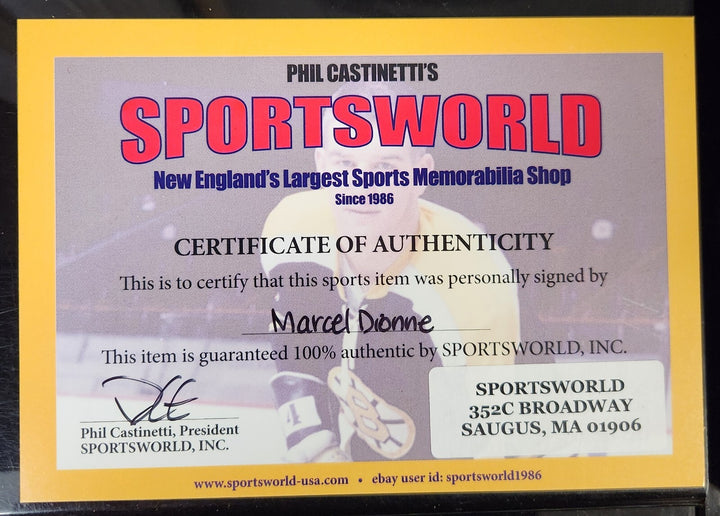 PHIL CASTINETTI'S
SPORTSWORLD
New England's Largest Sports Memorabilia Shop
Since 1986
CERTIFICATE OF AUTHENTICITY
This is to certify that this sports item was personally signed by
Marcel Dionne
This item is guaranteed 100% authentic by SPORTSWORLD, INC.
4
Phil Castinetti, President
SPORTSWORLD, INC.
SPORTSWORLD
352C BROADWAY
SAUGUS, MA 01906
www.sportsworld-usa.com • ebay user id: sportsworld1986